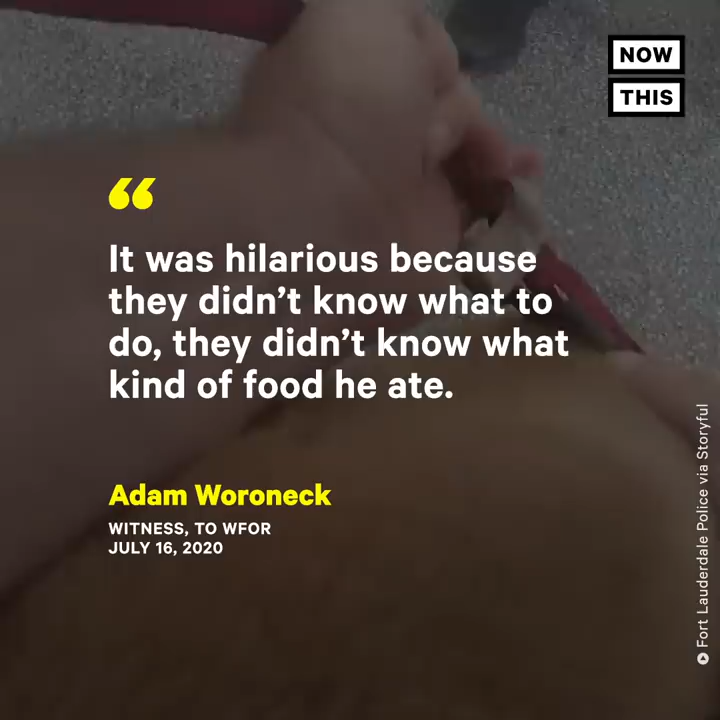 NOW
THIS
“
It was hilarious because
they didn’t know what to
do, they didn’t know what
kind of food he ate.
Adam Woroneck
WITNESS, TO WFOR
JULY 16, 2020
Fort Lauderdale Police via Storyful